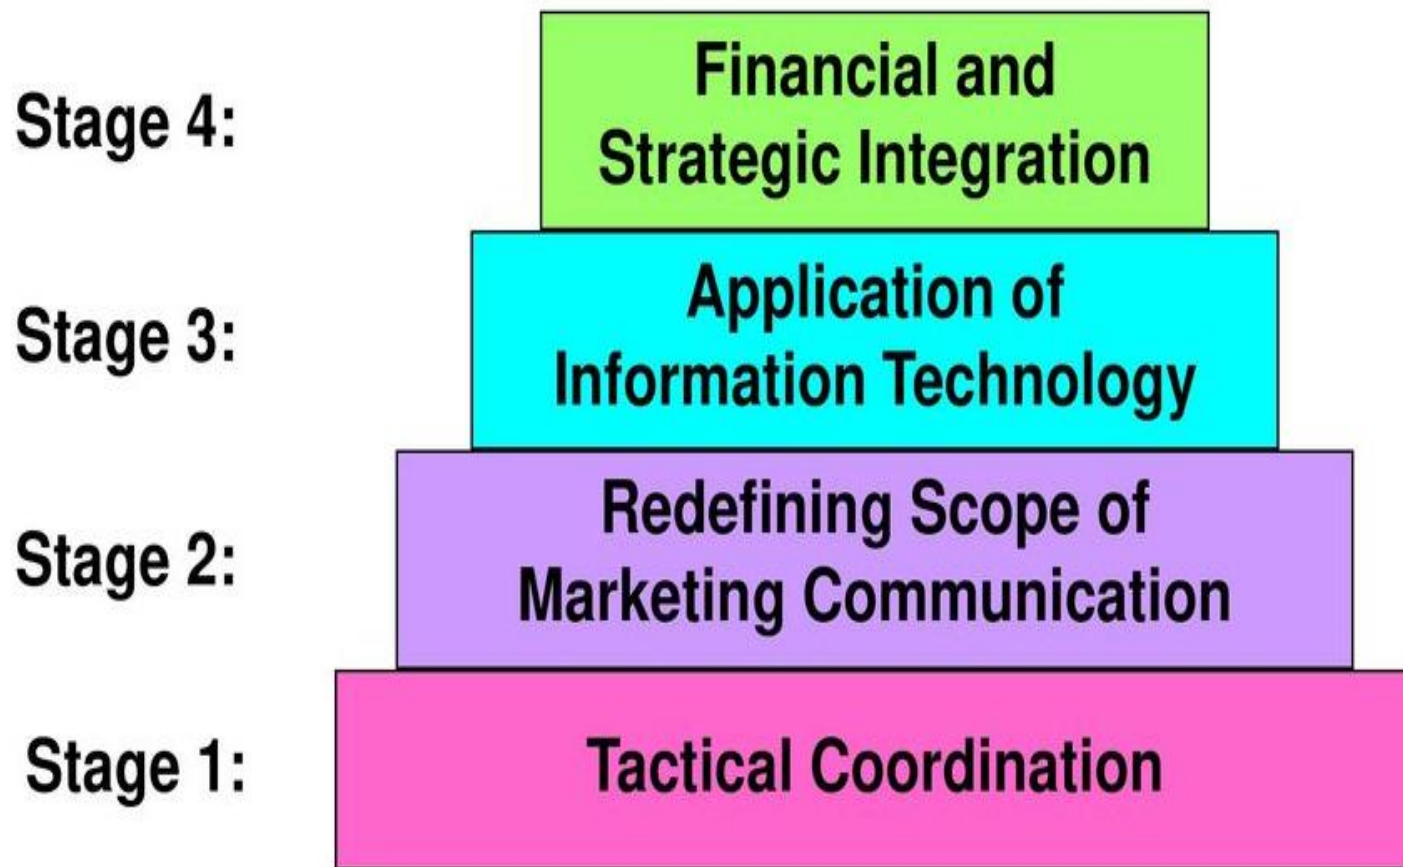 Stage 4:
Financial and
Strategic Integration
Stage 3:
Application of
Information Technology
Stage 2:
Redefining Scope of
Marketing Communication
Stage 1:
Tactical Coordination